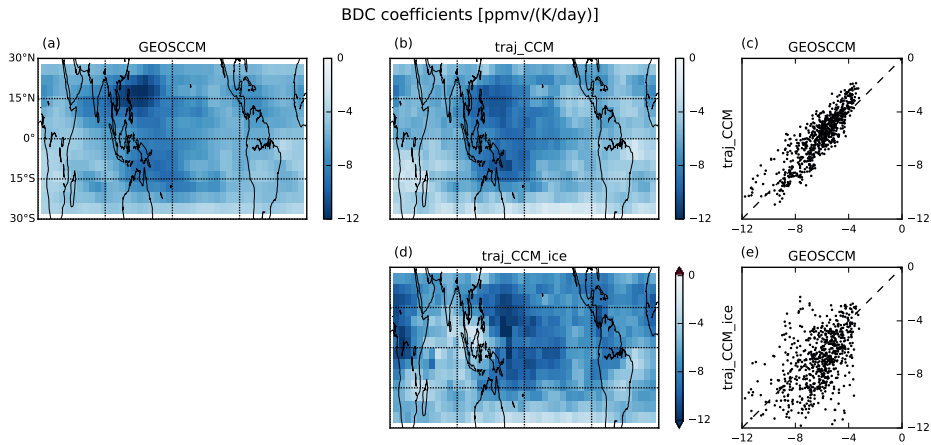 BDC coefficients [ppmv/(K/day)]
(a)
GEOSCCM
30°N
15°N
0°
15°S
30°S
0
−4
−8
−12
(b)
traj_CCM
0
−4
−8
−12
(c)
GEOSCCM
traj_CCM
0
−4
−8
−12
−12
−8
−4
0
(d)
traj_CCM_ice
0
−4
−8
−12
(e)
GEOSCCM
traj_CCM_ice
0
−4
−8
−12
−12
−8
−4
0